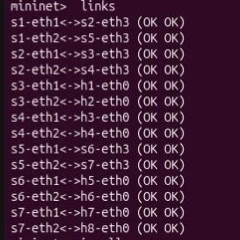 mininet> links
s1-eth1<->s2-eth3 (OK OK)
s1-eth2<->s5-eth3 (OK OK)
s2-eth1<->s3-eth3 (OK OK)
s2-eth2<->s4-eth3 (OK OK)
s3-eth1<->h1-eth0 (OK OK)
s3-eth2<->h2-eth0 (OK OK)
s4-eth1<->h3-eth0 (OK OK)
s4-eth2<->h4-eth0 (OK OK)
s5-eth1<->s6-eth3 (OK OK)
s5-eth2<->s7-eth3 (OK OK)
s6-eth1<->h5-eth0 (OK OK)
s6-eth2<->h6-eth0 (OK OK)
s7-eth1<->h7-eth0 (OK OK)
s7-eth2<->h8-eth0 (OK OK)